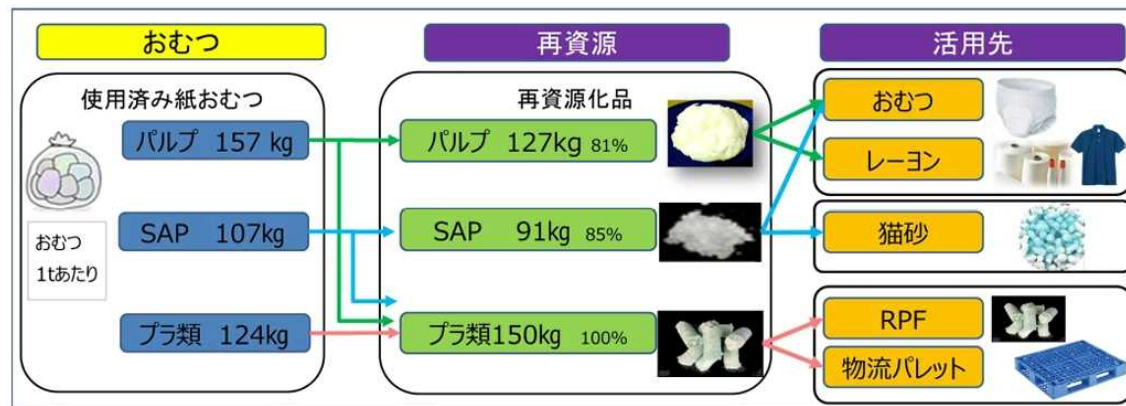 おむつ
再資源
活用先
使用済み紙おむつ
パルプ 157 kg
SAP 107kg
プラ類 124kg
おむつ
1tあたり
再資源化品
パルプ 127kg 81%
SAP 91kg 85%
プラ類150kg 100%
おむつ
レーヨン
猫砂
RPF
物流パレット